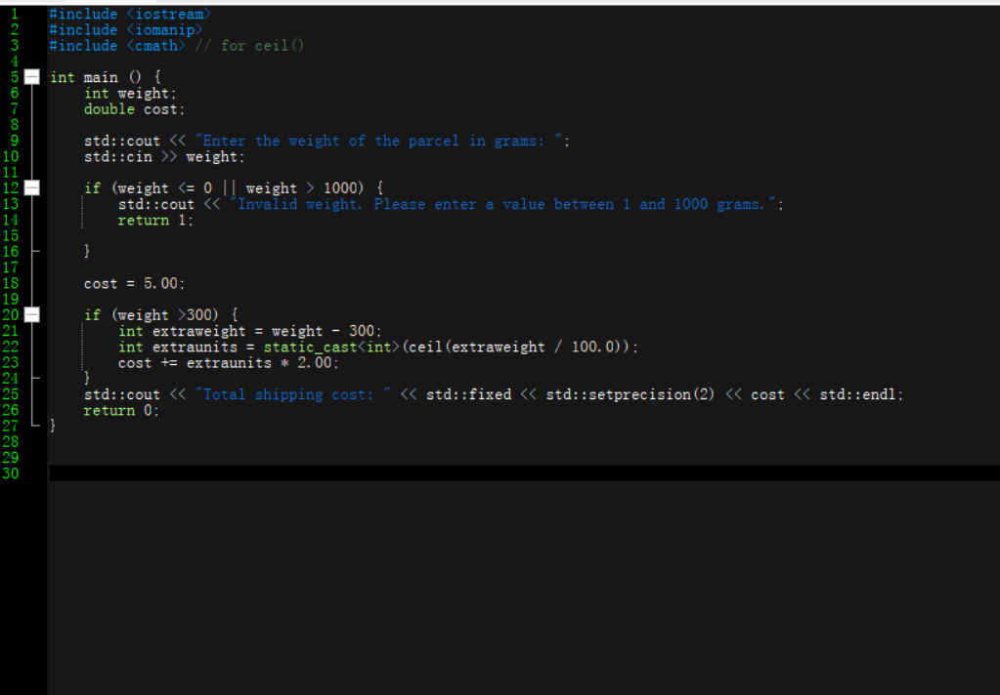 1 #include <iostream>
2 #include <iomanip>
3 #include <cmath> // for ceil()
4
5 int main () {
6     int weight;
7     double cost;
8
9     std::cout << "Enter the weight of the parcel in grams: ";
10     std::cin >> weight;
11
12     if (weight <= 0 || weight > 1000) {
13         std::cout << "Invalid weight. Please enter a value between 1 and 1000 grams.";
14         return 1;
15
16     }
17
18     cost = 5.00;
19
20     if (weight >300) {
21         int extraweight = weight - 300;
22         int extraunits = static_cast<int>(ceil(extraweight / 100.0));
23         cost += extraunits * 2.00;
24     }
25     std::cout << "Total shipping cost: " << std::fixed << std::setprecision(2) << cost << std::endl;
26     return 0;
27 }
28
29
30